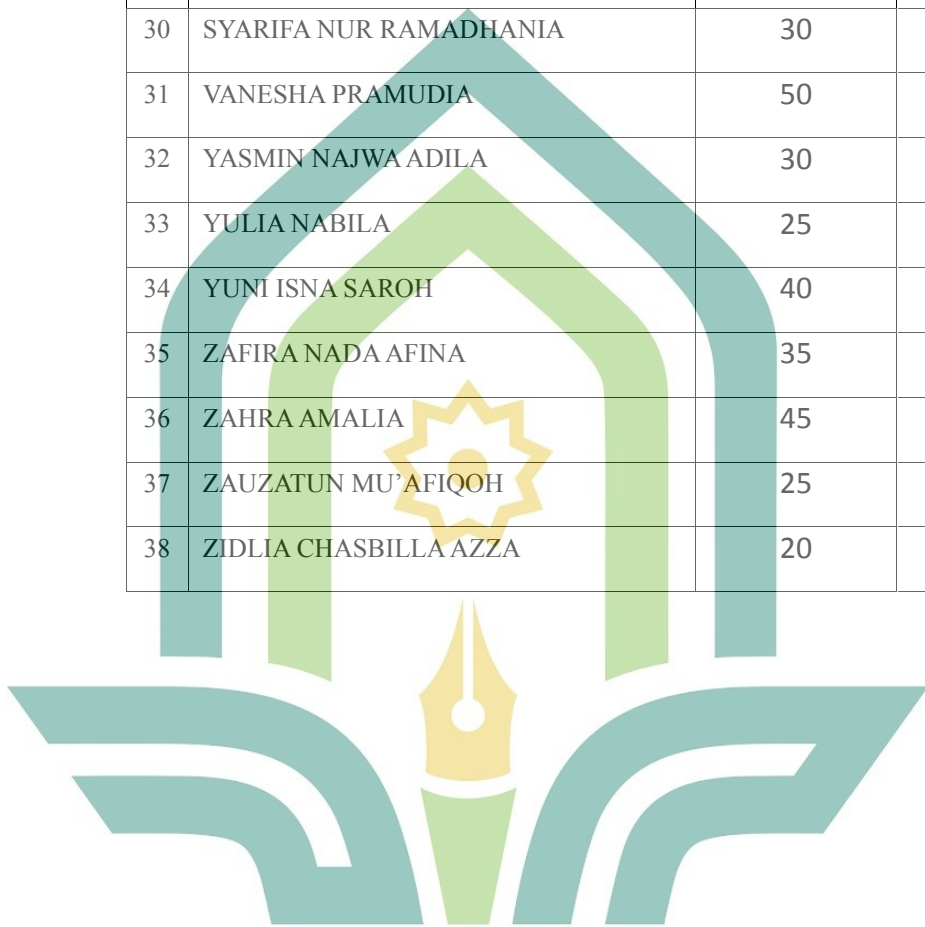 30 SYARIFA NUR RAMADHANIA 30
31 VANESHA PRAMUDIA 50
32 YASMIN NAJWA ADILA 30
33 YULIA NABILA 25
34 YUNI ISNA SAROH 40
35 ZAFIRA NADA AFINA 35
36 ZAHRA AMALIA 45
37 ZAUZATUN MU’AFIQOH 25
38 ZIDLIA CHASBILLA AZZA 20